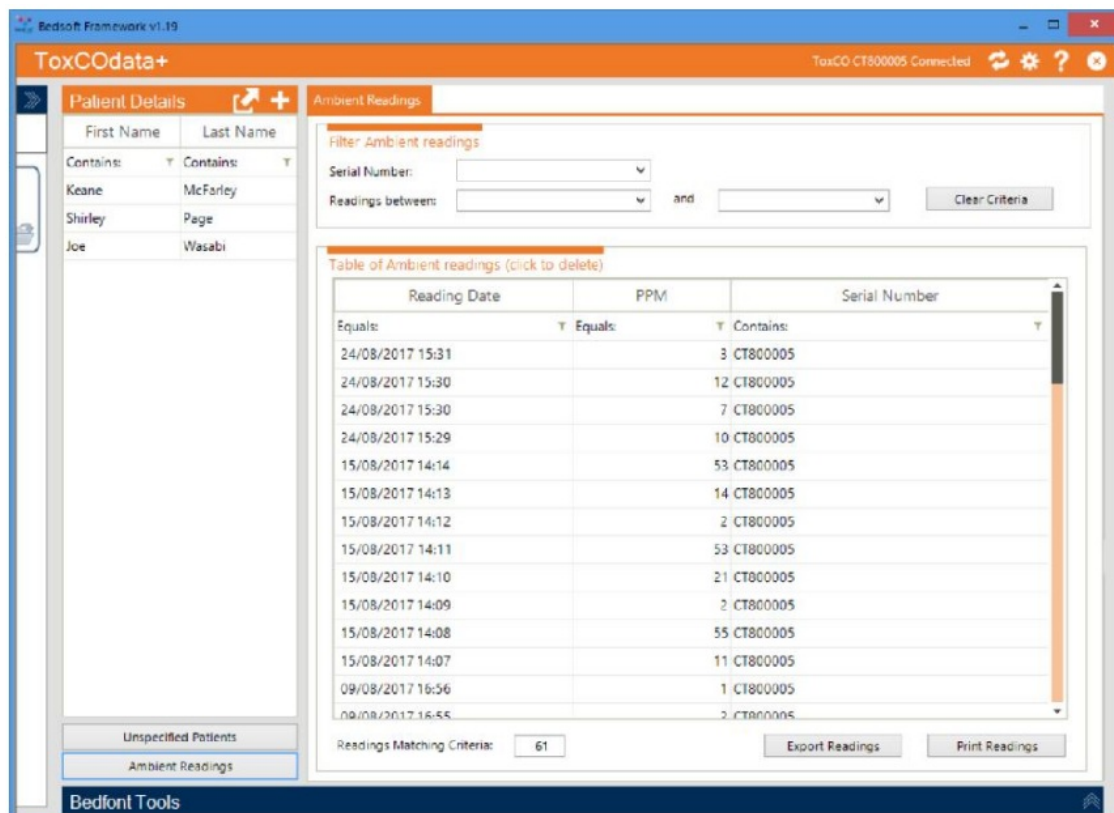 Bedsoft Framework v1.19
ToxCOdata+
ToxCO CT800005 Connected
Patient Details
First Name Last Name
Contains: Contains:
Keane McFarley
Shirley Page
Joe Wasabi
Unspecified Patients
Ambient Readings
Ambient Readings
Filter Ambient readings
Serial Number:
Readings between: and Clear Criteria
Table of Ambient readings (click to delete)
Reading Date PPM Serial Number
Equals: Equals: Contains:
24/08/2017 15:31 3 CT800005
24/08/2017 15:30 12 CT800005
24/08/2017 15:30 7 CT800005
24/08/2017 15:29 10 CT800005
15/08/2017 14:14 53 CT800005
15/08/2017 14:13 14 CT800005
15/08/2017 14:12 2 CT800005
15/08/2017 14:11 53 CT800005
15/08/2017 14:10 21 CT800005
15/08/2017 14:09 2 CT800005
15/08/2017 14:08 55 CT800005
15/08/2017 14:07 11 CT800005
09/08/2017 16:56 1 CT800005
09/08/2017 16:55 2 CT800005
Readings Matching Criteria: 61 Export Readings Print Readings
Bedfont Tools